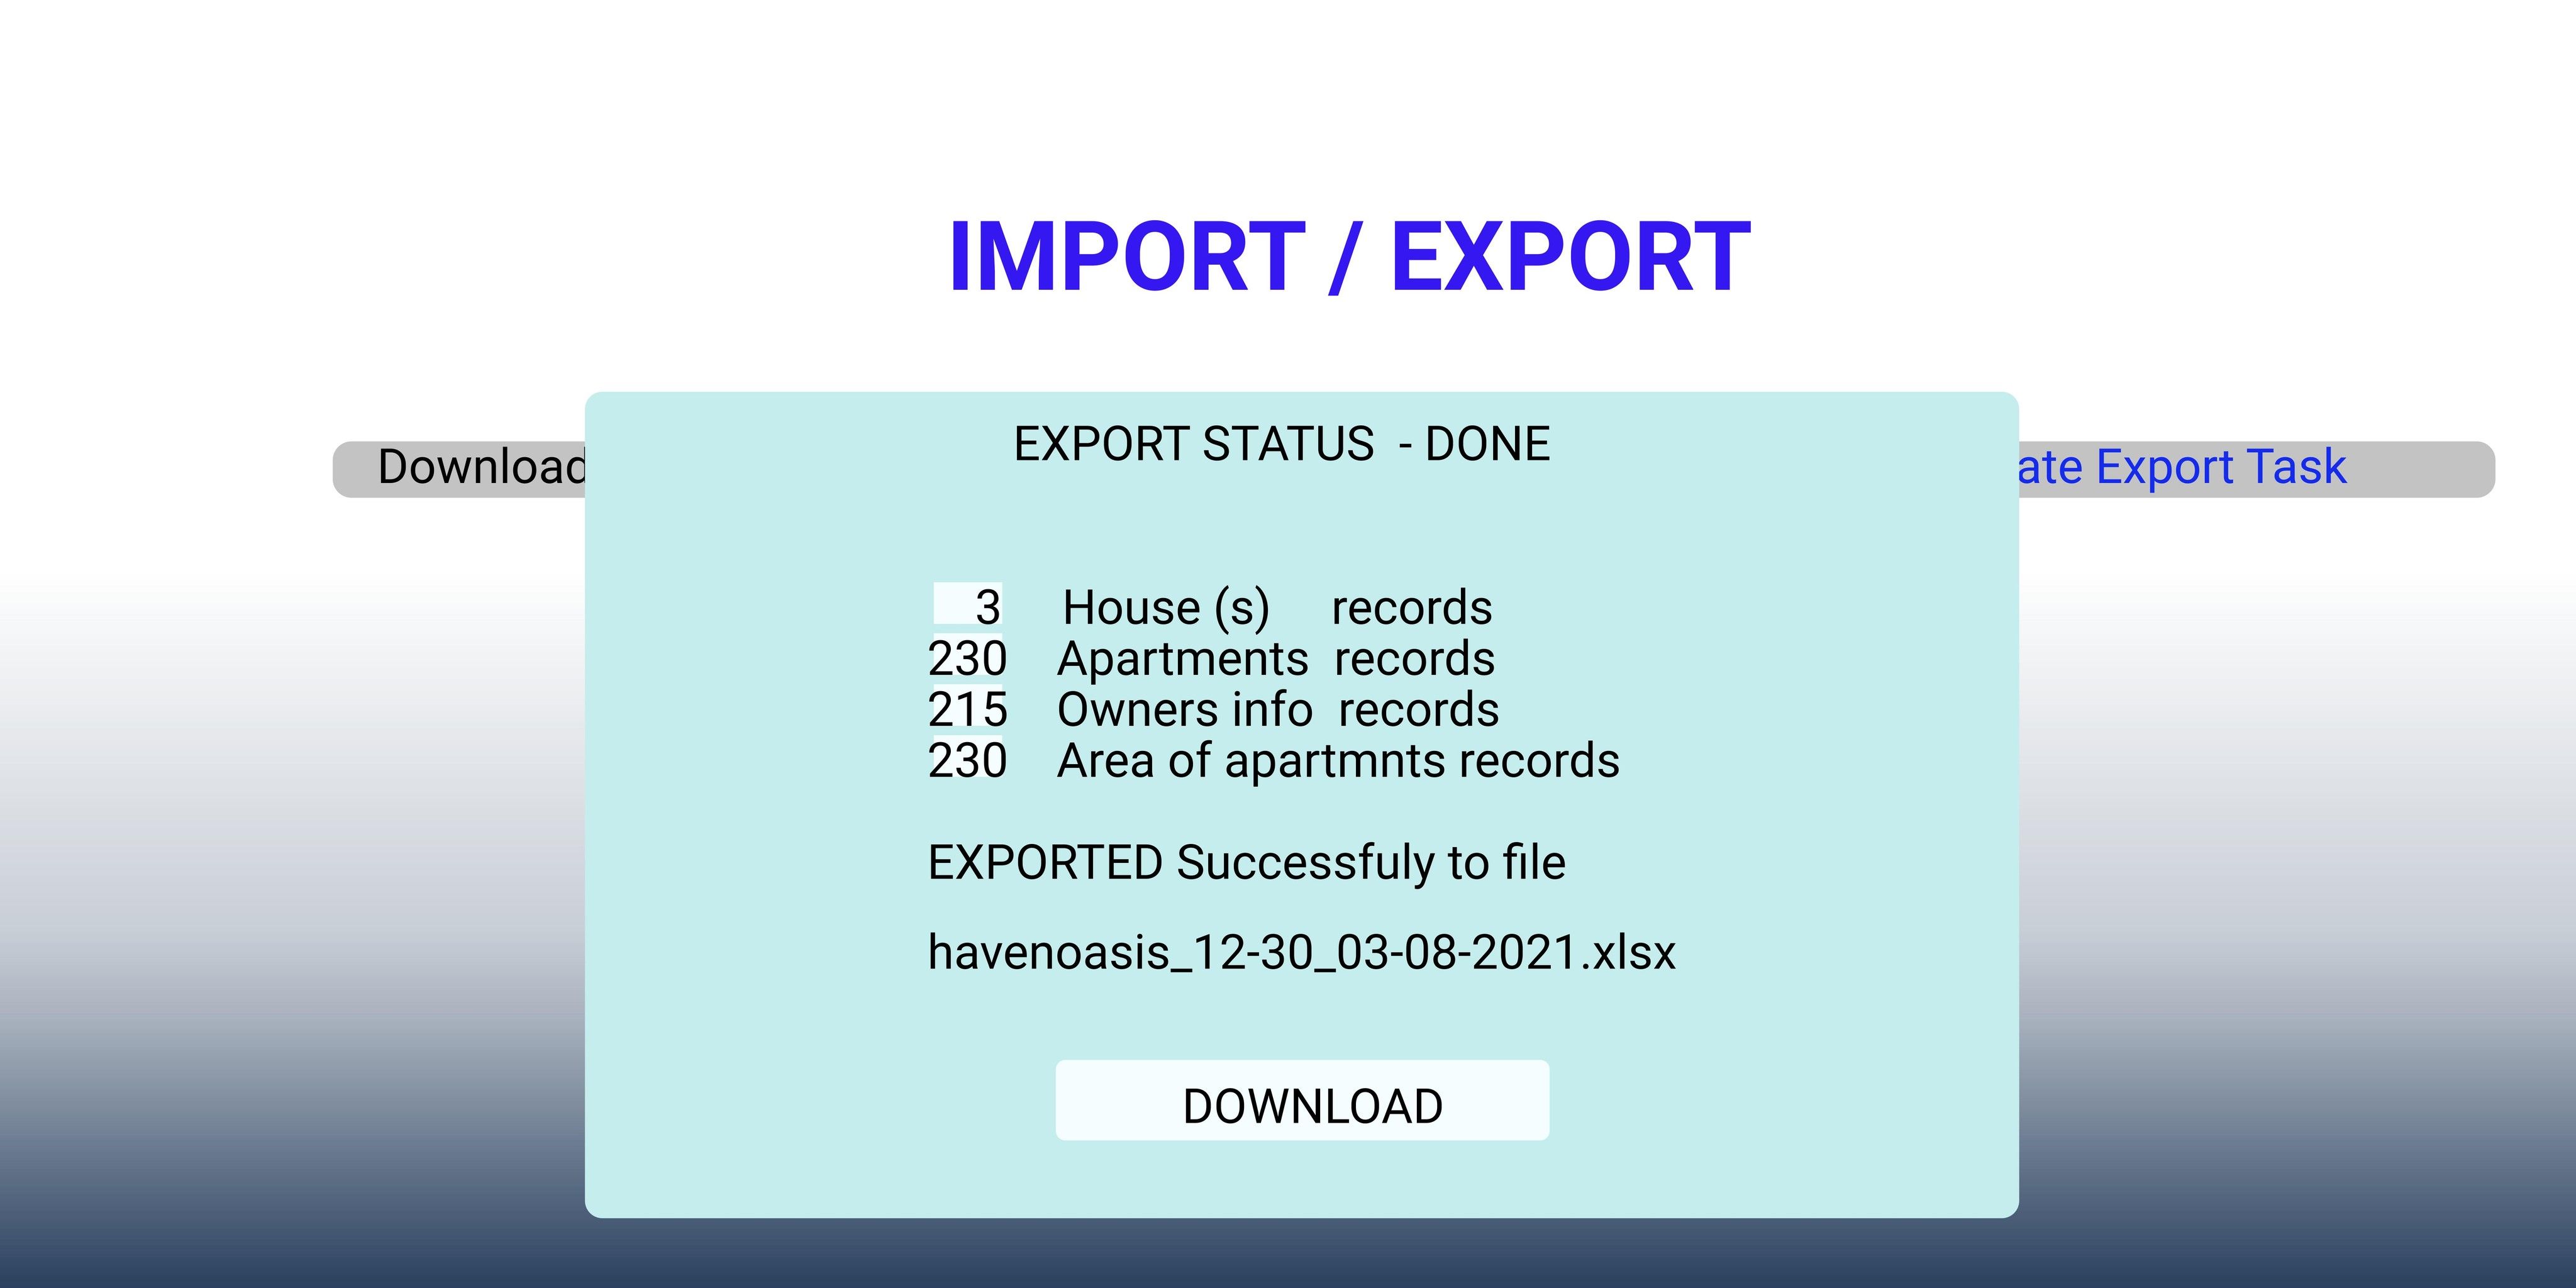 IMPORT / EXPORT
EXPORT STATUS - DONE
Download
ate Export Task
3 House (s) records
230 Apartments records
215 Owners info records
230 Area of apartmnts records
EXPORTED Successfuly to file
havenoasis_12-30_03-08-2021.xlsx
DOWNLOAD